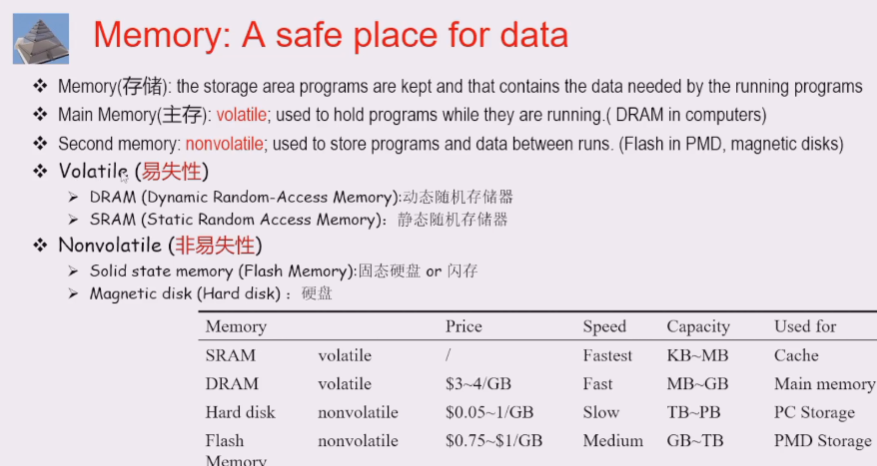 Memory: A safe place for data
❖ Memory(存储): the storage area programs are kept and that contains the data needed by the running programs
❖ Main Memory(主存): volatile; used to hold programs while they are running.( DRAM in computers)
❖ Second memory: nonvolatile; used to store programs and data between runs. (Flash in PMD, magnetic disks)
❖ Volatile (易失性)
➢ DRAM (Dynamic Random-Access Memory):动态随机存储器
➢ SRAM (Static Random Access Memory)：静态随机存储器
❖ Nonvolatile (非易失性)
➢ Solid state memory (Flash Memory):固态硬盘 or 闪存
➢ Magnetic disk (Hard disk) ：硬盘
Memory Price Speed Capacity Used for
SRAM volatile / Fastest KB~MB Cache
DRAM volatile $3~4/GB Fast MB~GB Main memory
Hard disk nonvolatile $0.05~1/GB Slow TB~PB PC Storage
Flash nonvolatile $0.75~$1/GB Medium GB~TB PMD Storage
Memory